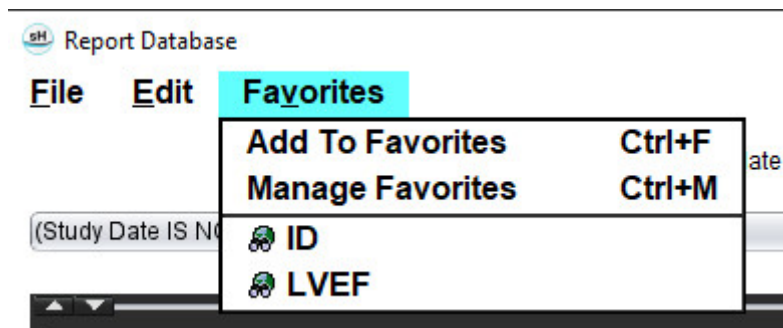 sH Report Database
File Edit Favorites
Add To Favorites Ctrl+F
ate
Manage Favorites Ctrl+M
(Study Date IS NO
ID
LVEF